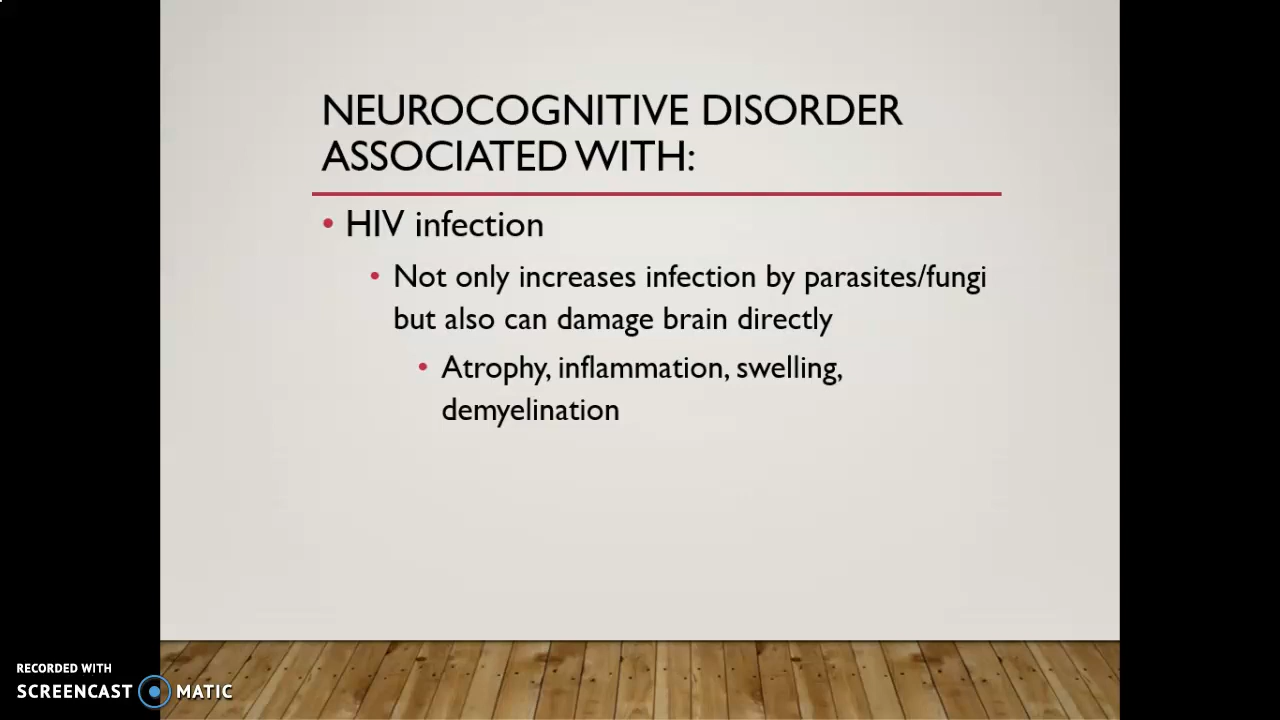 NEUROCOGNITIVE DISORDER
ASSOCIATED WITH:
• HIV infection
• Not only increases infection by parasites/fungi
but also can damage brain directly
• Atrophy, inflammation, swelling,
demyelination
RECORDED WITH
SCREENCAST MATIC